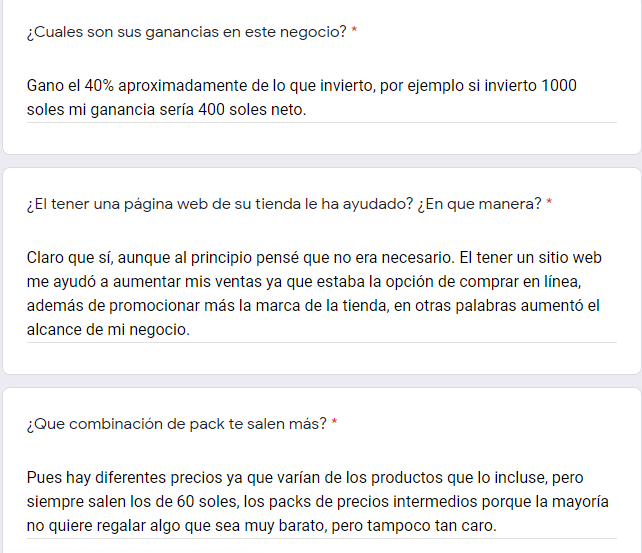 ¿Cuales son sus ganancias en este negocio? *
Gano el 40% aproximadamente de lo que invierto, por ejemplo si invierto 1000
soles mi ganancia sería 400 soles neto.
¿El tener una página web de su tienda le ha ayudado? ¿En que manera? *
Claro que sí, aunque al principio pensé que no era necesario. El tener un sitio web
me ayudó a aumentar mis ventas ya que estaba la opción de comprar en línea,
además de promocionar más la marca de la tienda, en otras palabras aumentó el
alcance de mi negocio.
¿Que combinación de pack te salen más? *
Pues hay diferentes precios ya que varían de los productos que lo incluse, pero
siempre salen los de 60 soles, los packs de precios intermedios porque la mayoría
no quiere regalar algo que sea muy barato, pero tampoco tan caro.